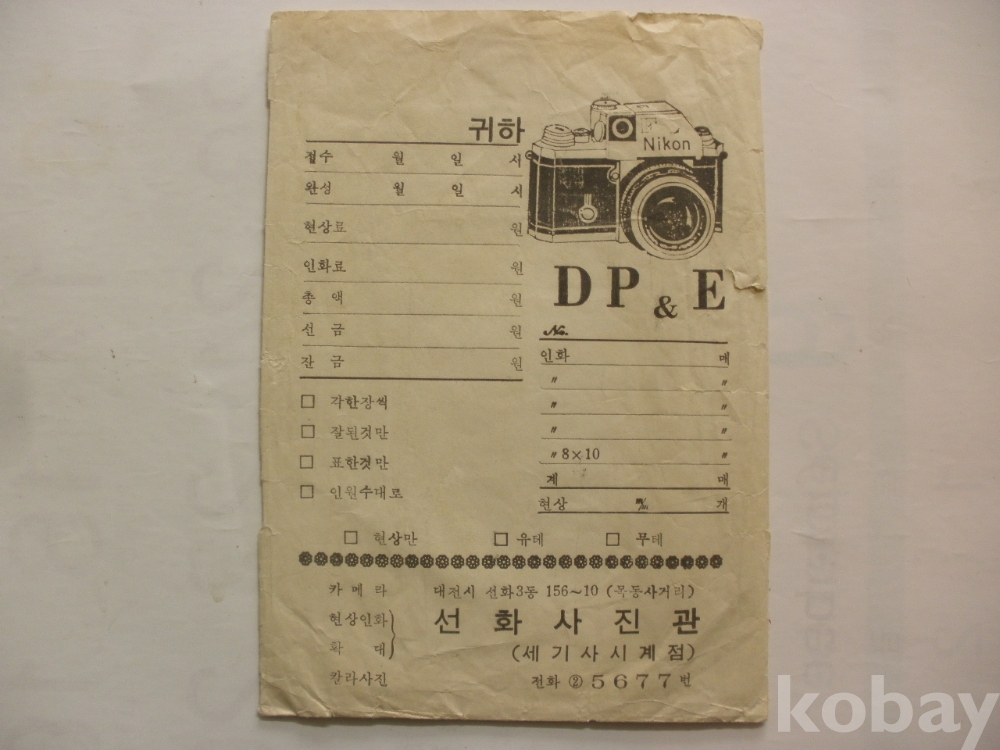 귀하
접수 월 일 시
완성 월 일 시
현상료 원
인화료 원
총액 원
선금 원
잔금 원
□ 각한장씩
□ 잘된것만
□ 표한것만
□ 인원수대로
Nikon
DP & E
No.
인화 매
〃 〃
〃 〃
〃 〃
〃 8×10 〃
계 매
현상 개
□ 현상만 □ 유테 □ 무테
카메라
현상인화
확대
칼라사진
대전시 선화3동 156~10 (목동사거리)
선화사진관
(세기사시계점)
전화 ② 5677번
kobay